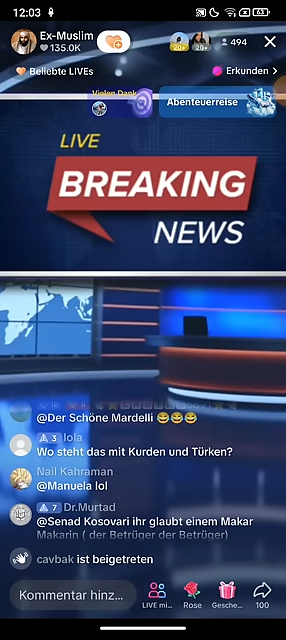 12:03
63
Ex-Muslim
135.0K
20+
20+
494
Beliebte LIVEs
Erkunden
Vielen Dank
Abenteuerreise
LIVE
BREAKING
NEWS
@Der Schöne Mardelli 😂😂😂
3 lola
Wo steht das mit Kurden und Türken?
Nail Kahraman
@Manuela lol
7 Dr.Murtad
@Senad Kosovari ihr glaubt einem Makar
Makarin ( der Betrüger der Betrüger)
cavbak ist beigetreten
Kommentar hinz...
LIVE mi...
Rose
Gesche...
100